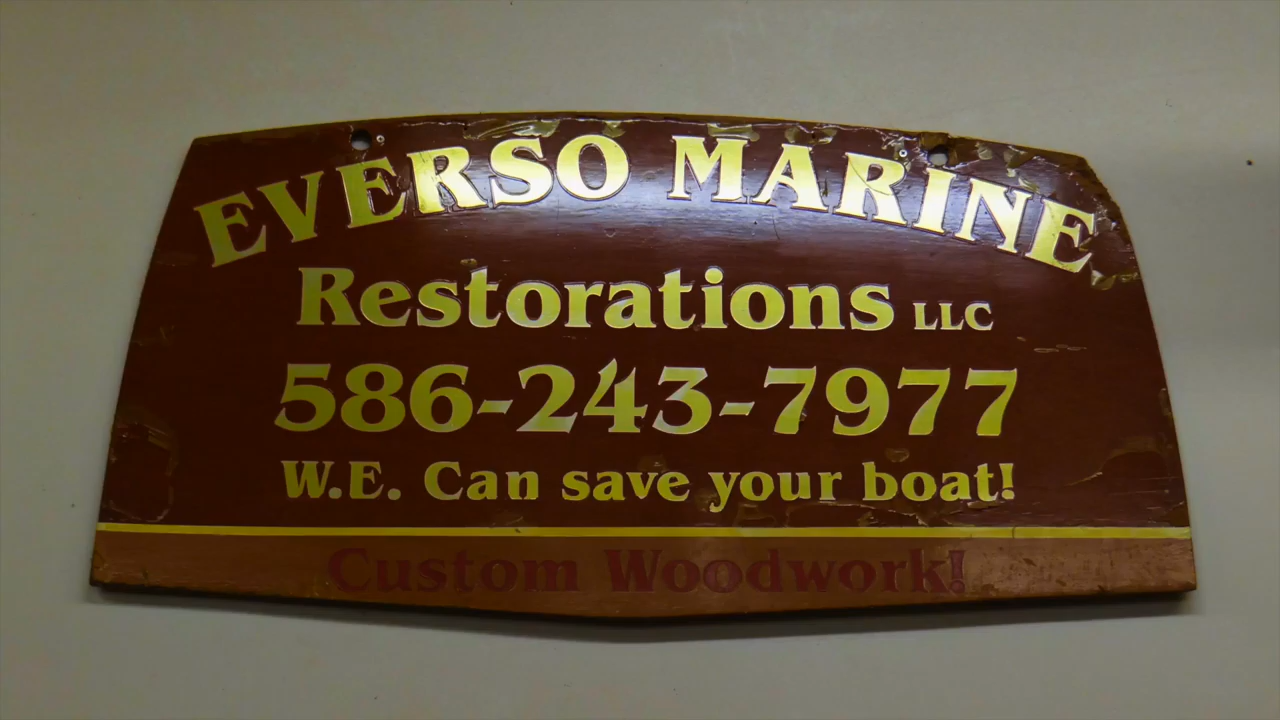 EVERSO MARINE
Restorations LLC
586-243-7977
W.E. Can save your boat!
Custom Woodwork!